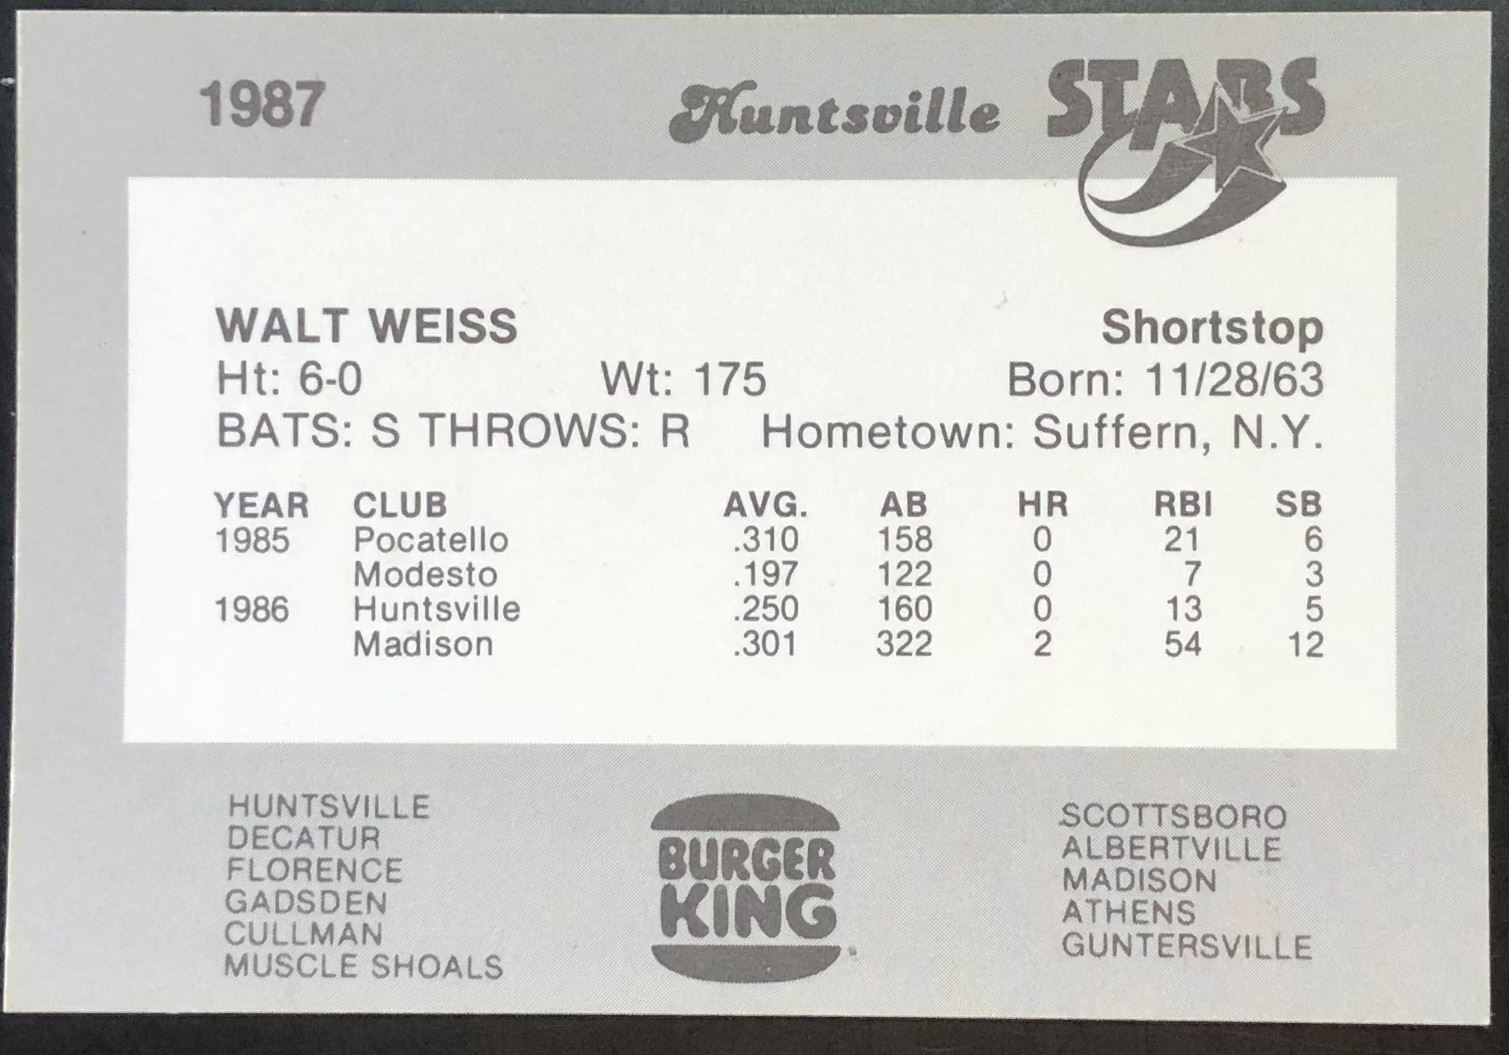 1987 Huntsville STARS
WALT WEISS Shortstop
Ht: 6-0 Wt: 175 Born: 11/28/63
BATS: S THROWS: R Hometown: Suffern, N.Y.
YEAR CLUB AVG. AB HR RBI SB
1985 Pocatello .310 158 0 21 6
Modesto .197 122 0 7 3
1986 Huntsville .250 160 0 13 5
Madison .301 322 2 54 12
HUNTSVILLE
DECATUR
FLORENCE
GADSDEN
CULLMAN
MUSCLE SHOALS
BURGER
KING
SCOTTSBORO
ALBERTVILLE
MADISON
ATHENS
GUNTERSVILLE